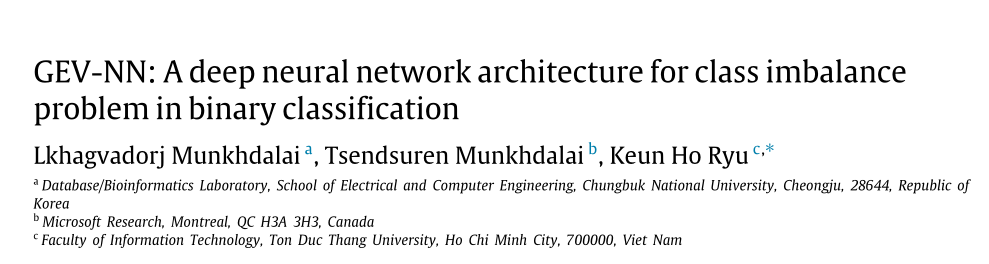 GEV-NN: A deep neural network architecture for class imbalance
problem in binary classification
Lkhagvadorj Munkhdalai a, Tsendsuren Munkhdalai b, Keun Ho Ryu c,*
a Database/Bioinformatics Laboratory, School of Electrical and Computer Engineering, Chungbuk National University, Cheongju, 28644, Republic of
Korea
b Microsoft Research, Montreal, QC H3A 3H3, Canada
c Faculty of Information Technology, Ton Duc Thang University, Ho Chi Minh City, 700000, Viet Nam